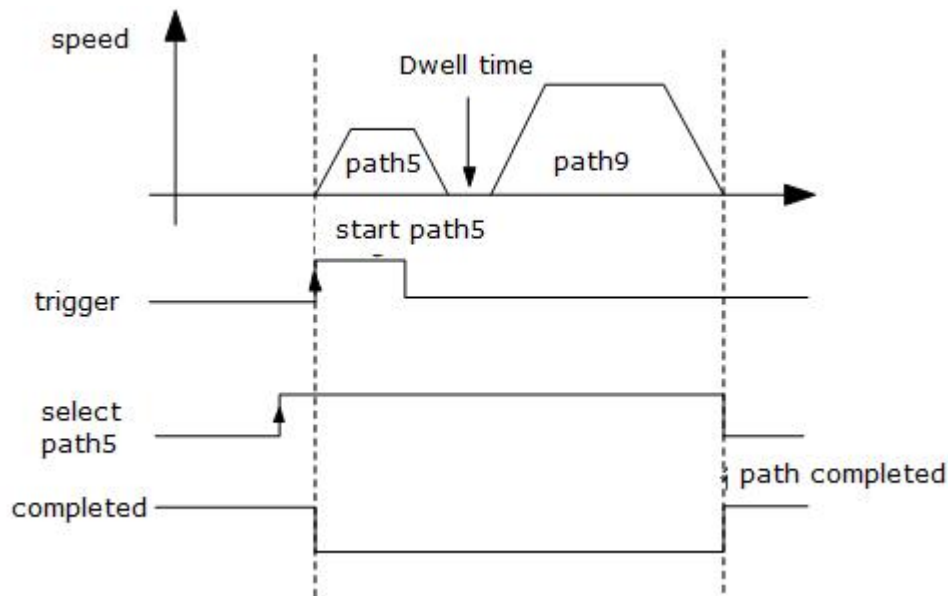 speed
Dwell time
path5
path9
start path5
trigger
select
path5
path completed
completed